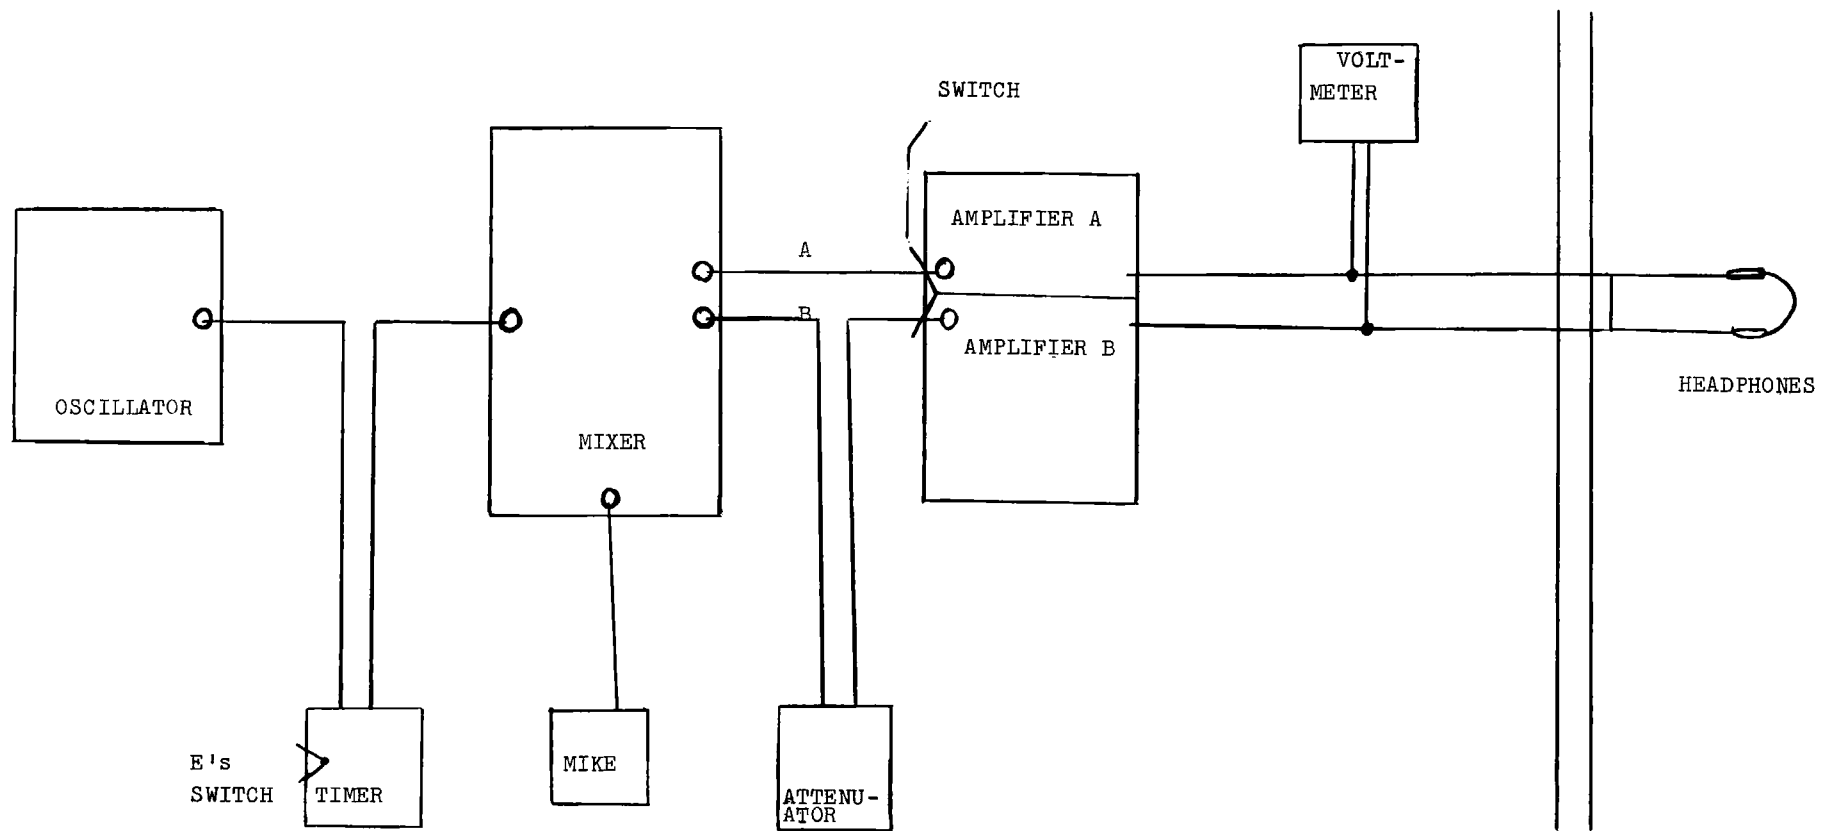 VOLT-
METER
SWITCH
AMPLIFIER A
A
B
AMPLIFIER B
HEADPHONES
OSCILLATOR
MIXER
E's
SWITCH
TIMER
MIKE
ATTENU-
ATOR